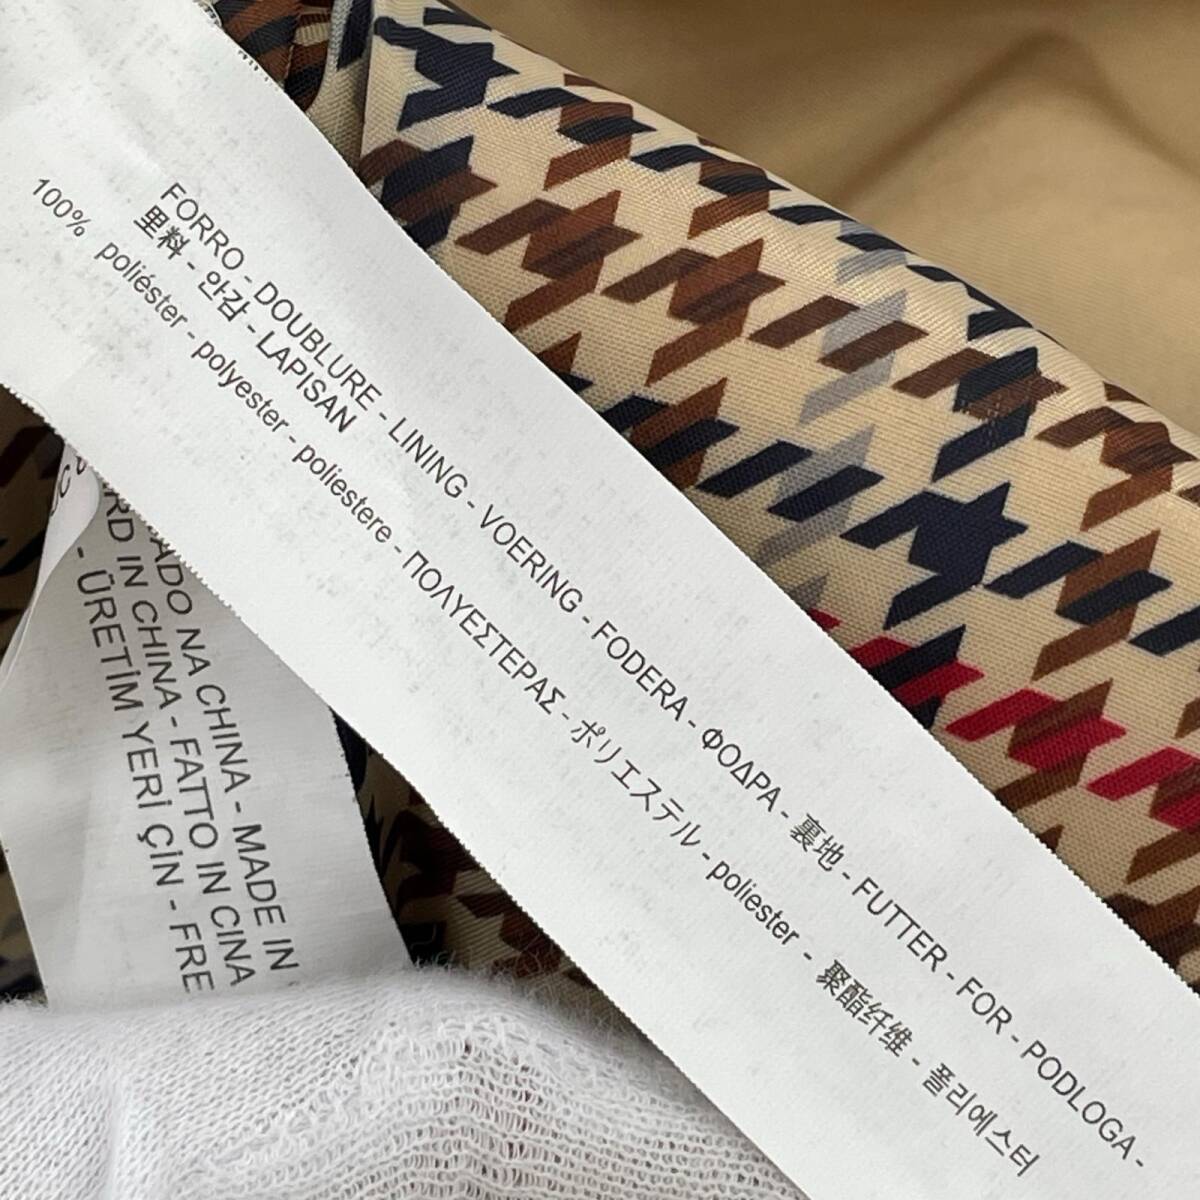 FORRO - DOUBLURE - LINING - VOERING - FODERA - ΦΟΔΡΑ - 裏地 - FUTTER - FOR - PODLOGA -
里料 - 안감 - LAPISAN
100% poliéster - polyester - poliestere - ΠΟΛΥΕΣΤΕΡΑΣ - ポリエステル - poliester - 聚酯纤维 - 폴리에스터
ADO NA CHINA - MADE IN
RD IN CHINA - FATTO IN CINA
- ÜRETİM YERİ ÇİN - FRE